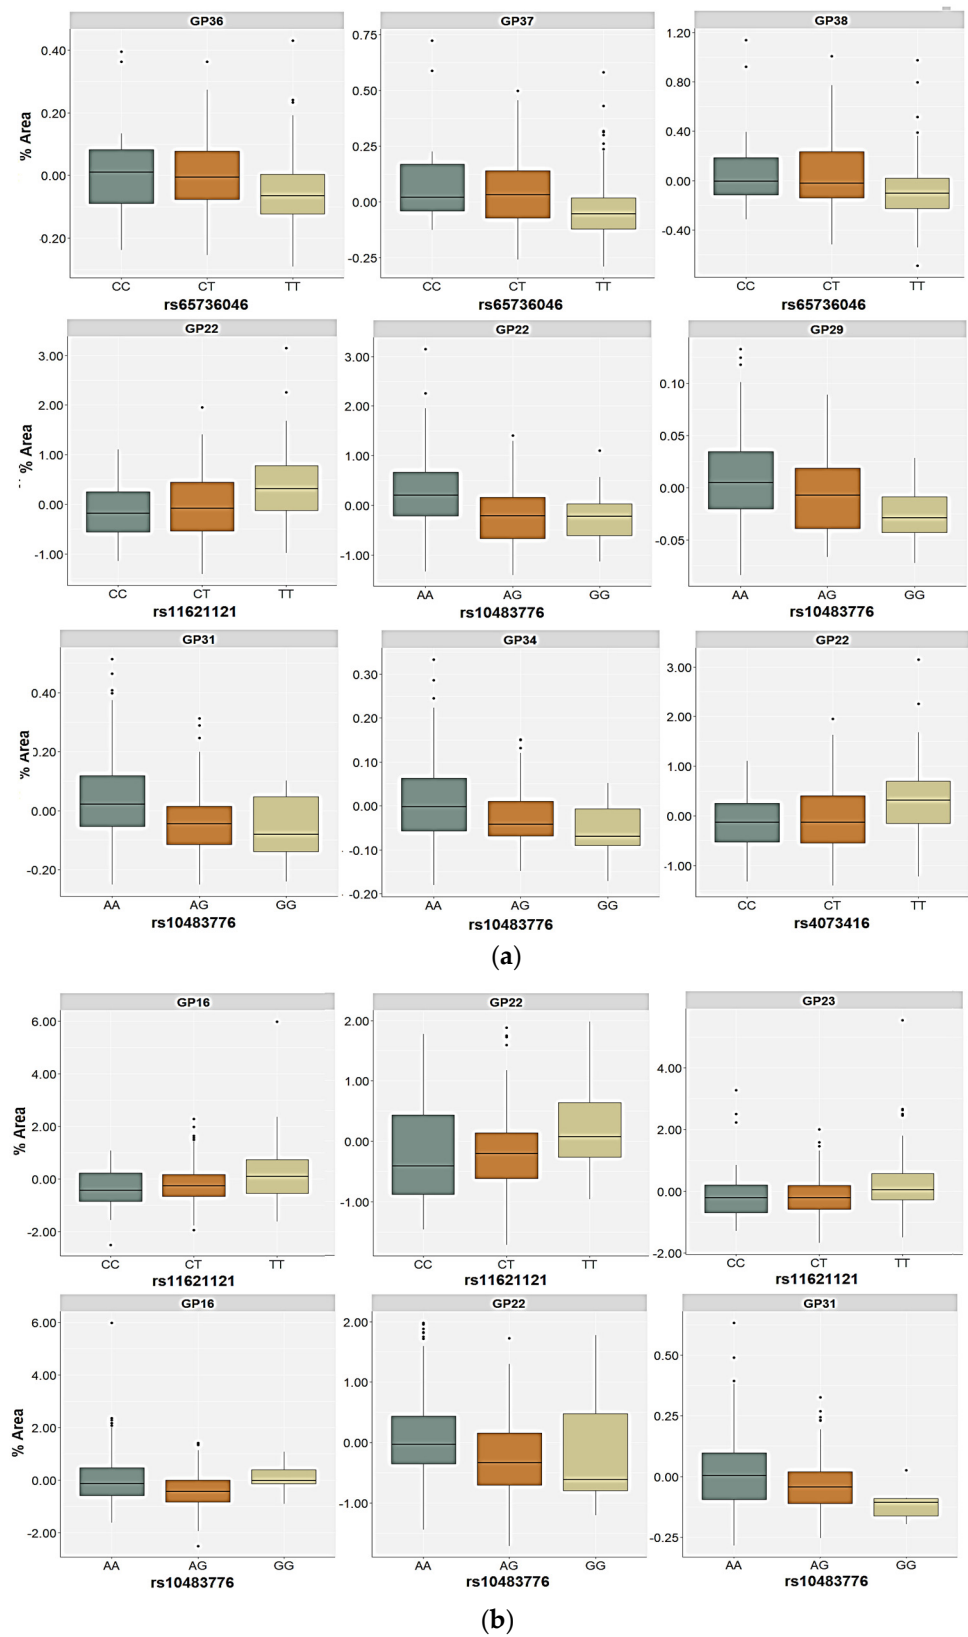 GP36 GP37 GP38
% Area
0.40 0.75 1.20
0.20 0.50 0.80
0.00 0.25 0.40
.0.20 0.00 0.00
-0.25 -0.40
CC CT TT CC CT TT CC CT TT
rs65736046 rs65736046 rs65736046
GP22 GP22 GP29
% Area
3.00 3.00 0.10
2.00 2.00 0.05
1.00 1.00 0.00
0.00 0.00 -0.05
-1.00 -1.00
CC CT TT AA AG GG AA AG GG
rs11621121 rs10483776 rs10483776
GP31 GP34 GP22
% Area
0.40 0.30 3.00
0.20 0.20 2.00
0.00 0.10 1.00
-0.20 0.00 0.00
-0.10 -1.00
-0.20
AA AG GG AA AG GG CC CT TT
rs10483776 rs10483776 rs4073416
(a)
GP16 GP22 GP23
% Area
6.00 2.00 4.00
4.00 1.00 2.00
2.00 0.00 0.00
0.00 -1.00 -2.00
-2.00
CC CT TT CC CT TT CC CT TT
rs11621121 rs11621121 rs11621121
GP16 GP22 GP31
% Area
6.00 2.00 0.50
4.00 1.00 0.25
2.00 0.00 0.00
0.00 -1.00 -0.25
-2.00
AA AG GG AA AG GG AA AG GG
rs10483776 rs10483776 rs10483776
(b)